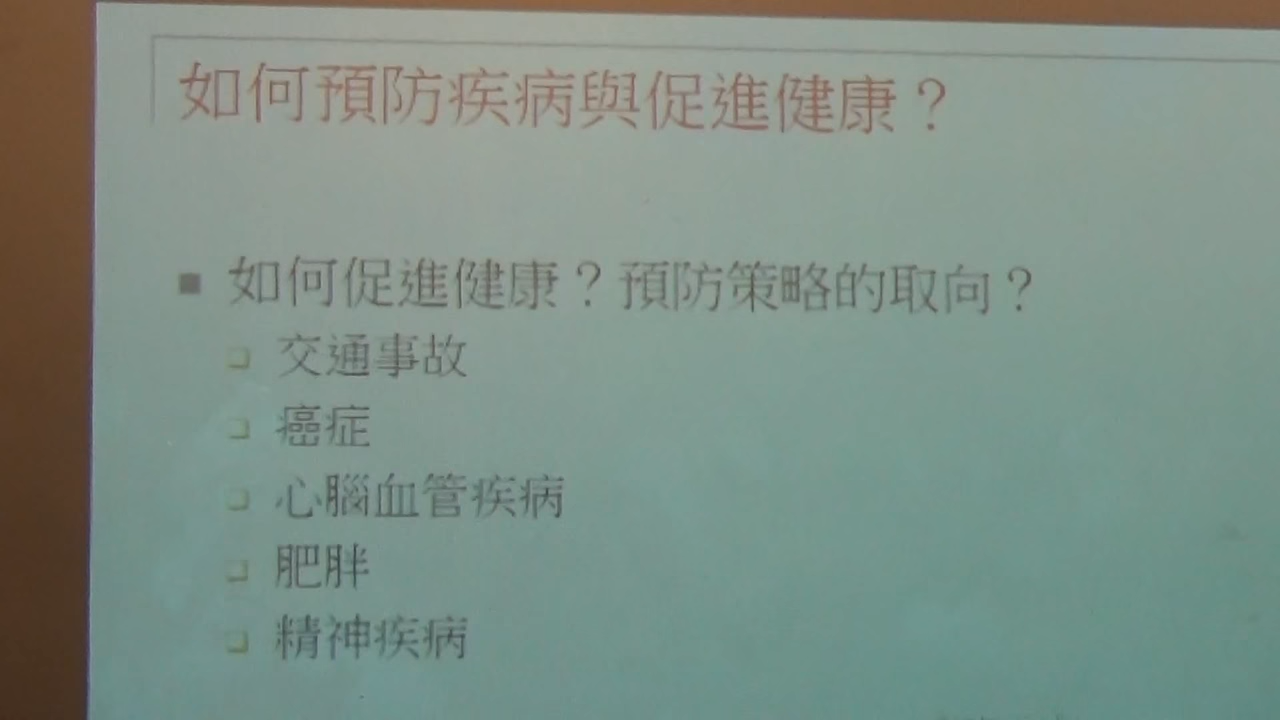 如何預防疾病與促進健康？
如何促進健康？預防策略的取向？
交通事故
癌症
心腦血管疾病
肥胖
精神疾病